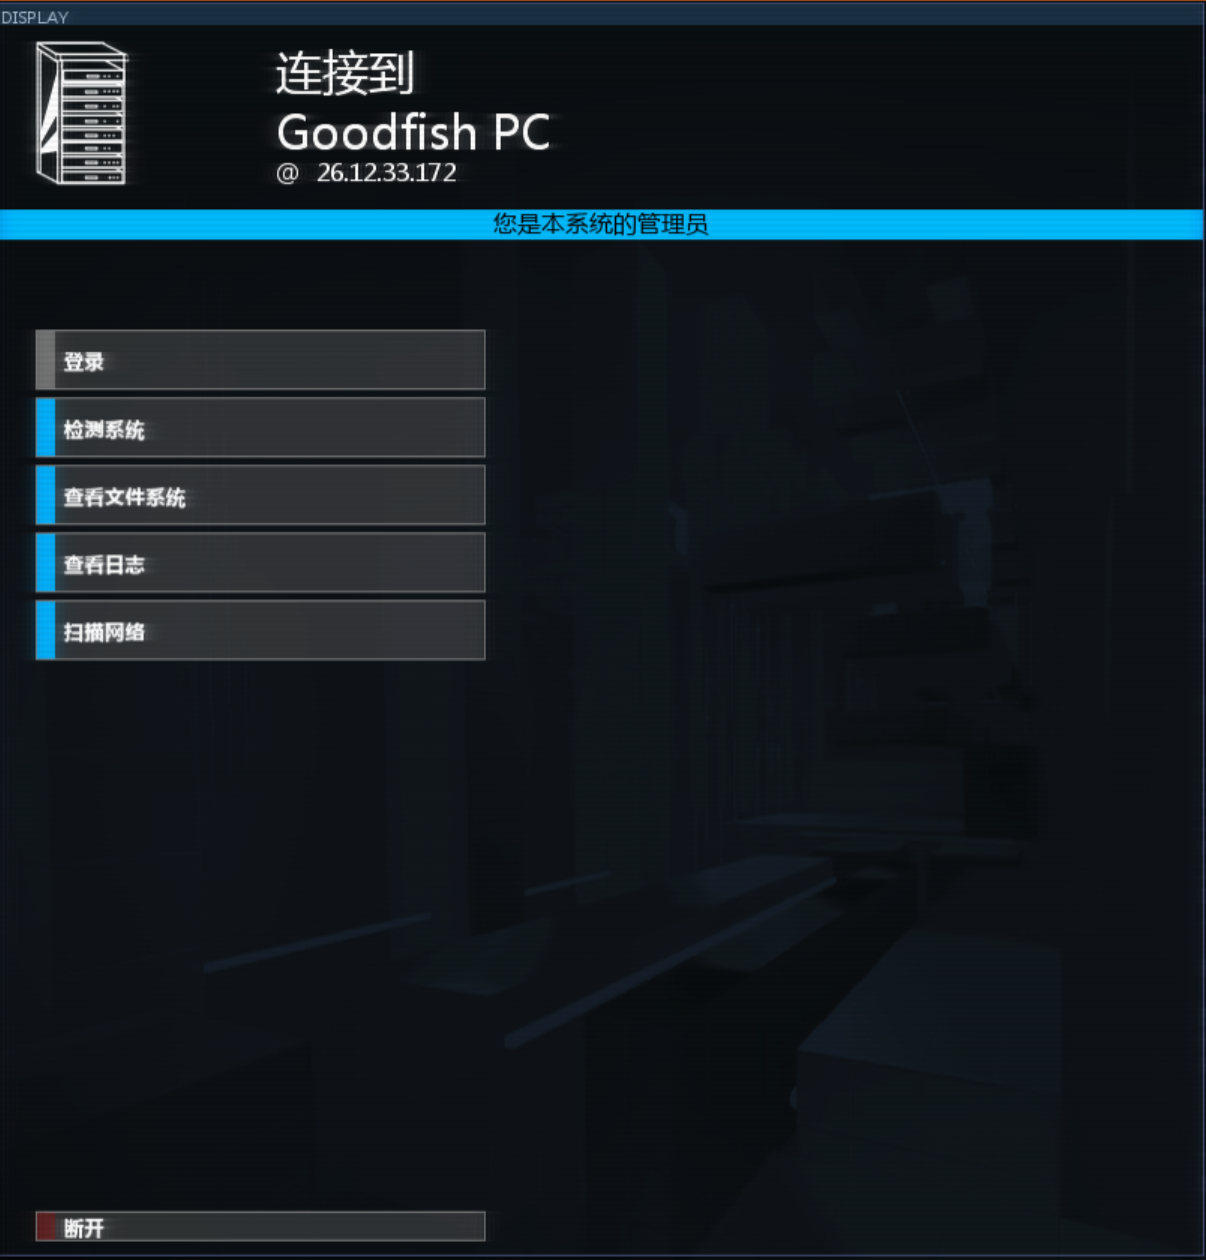 DISPLAY
连接到
Goodfish PC
@ 26.12.33.172
您是本系统的管理员
登录
检测系统
查看文件系统
查看日志
扫描网络
断开